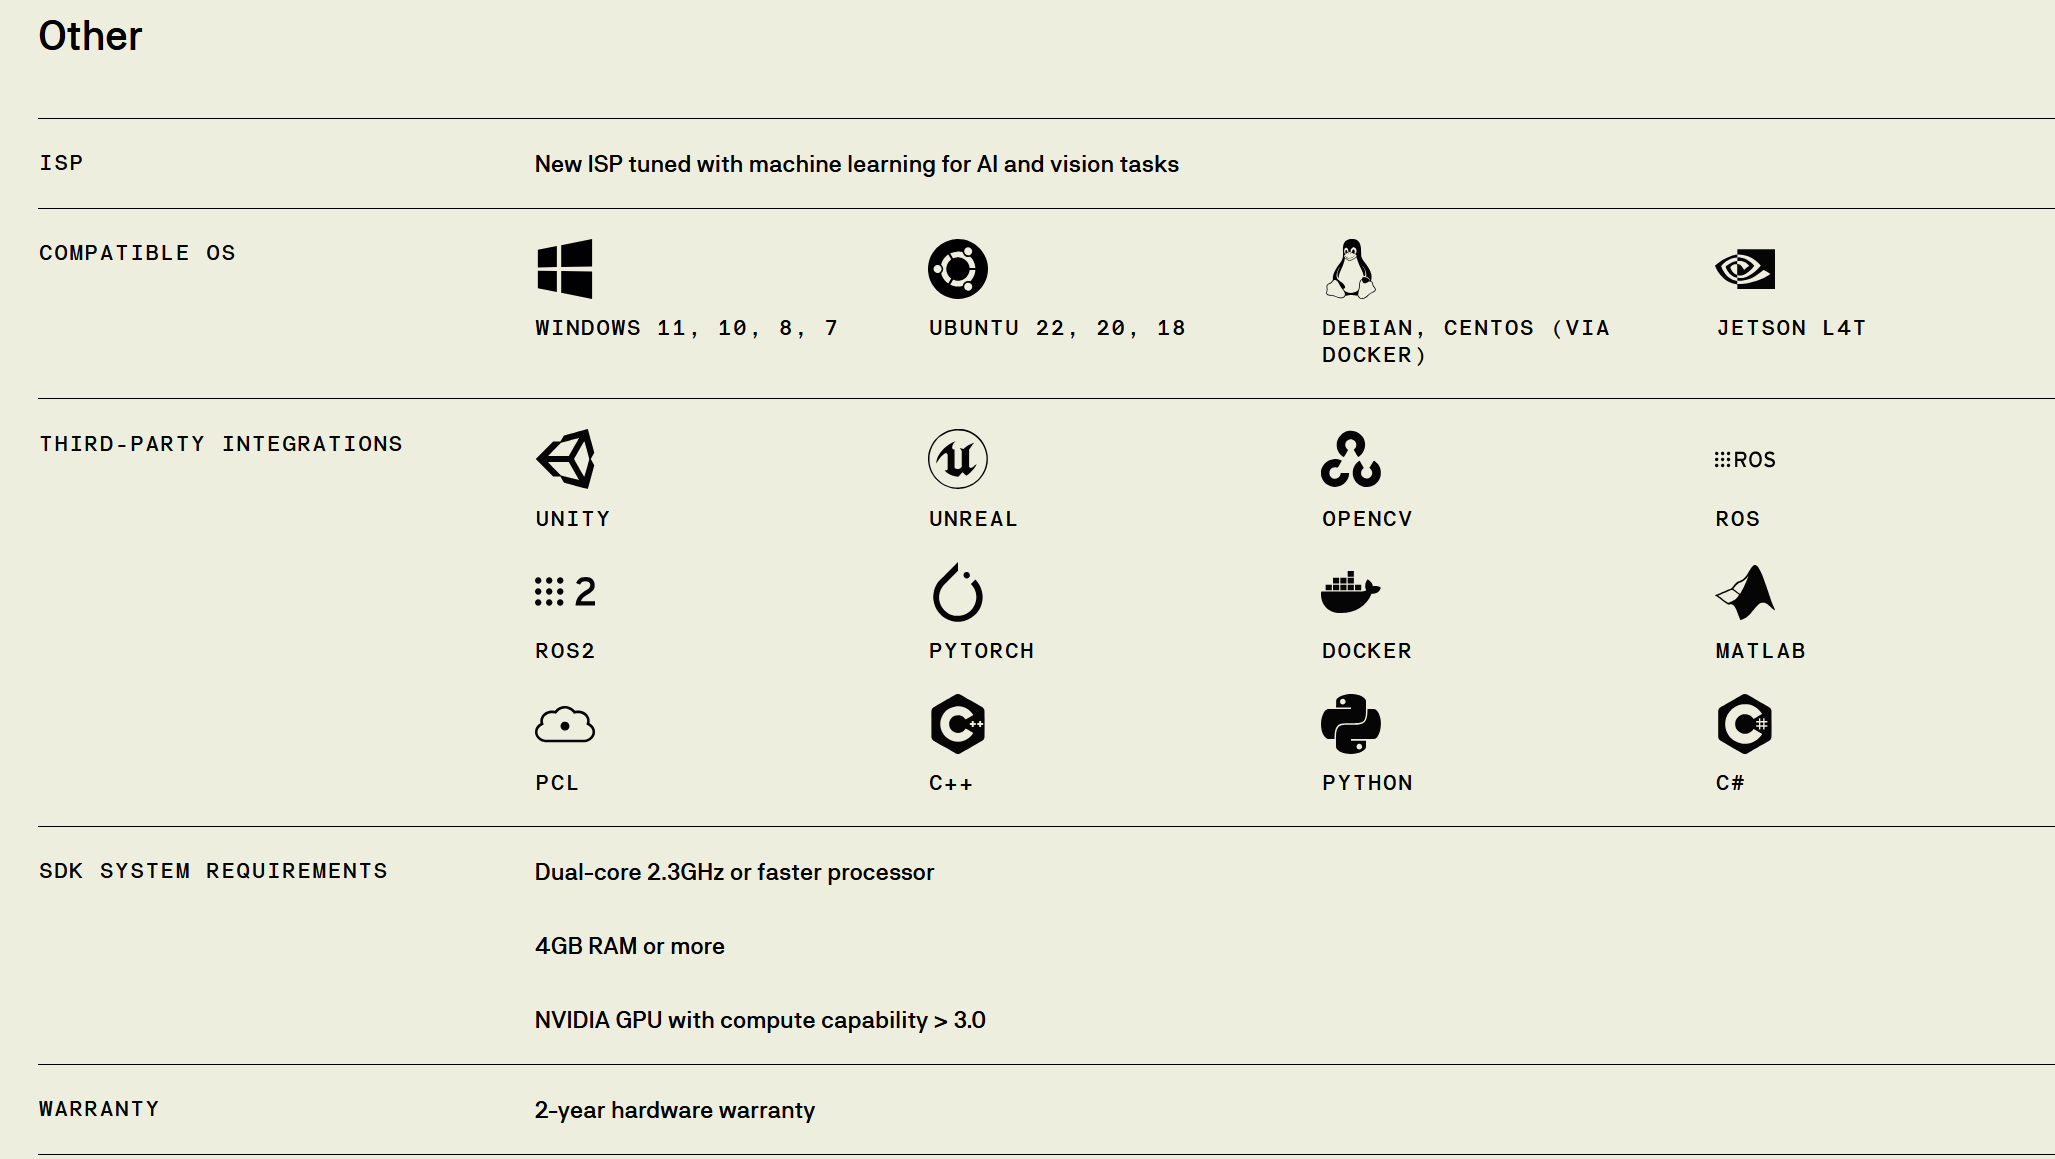 Other
ISP
New ISP tuned with machine learning for AI and vision tasks
COMPATIBLE OS
WINDOWS 11, 10, 8, 7
UBUNTU 22, 20, 18
DEBIAN, CENTOS (VIA
DOCKER)
JETSON L4T
THIRD-PARTY INTEGRATIONS
ROS
UNITY
UNREAL
OPENCV
ROS
2
ROS2
PYTORCH
DOCKER
MATLAB
C++
C#
PCL
C++
PYTHON
C#
SDK SYSTEM REQUIREMENTS
Dual-core 2.3GHz or faster processor
4GB RAM or more
NVIDIA GPU with compute capability > 3.0
WARRANTY
2-year hardware warranty